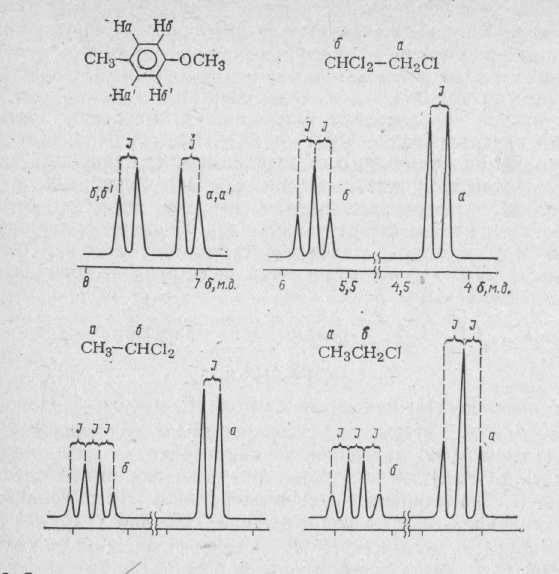 Hа Hб
CH₃ OCH₃
Hа' Hб'
J J
б,б' а,а'
8 7 δ,м.д.
б а
CHCl₂—CH₂Cl
J J J
б а
6 5,5 4,5 4 δ,м.д.
а б
CH₃—CHCl₂
J J J J
б а
а б
CH₃CH₂Cl
J J J J J
б а